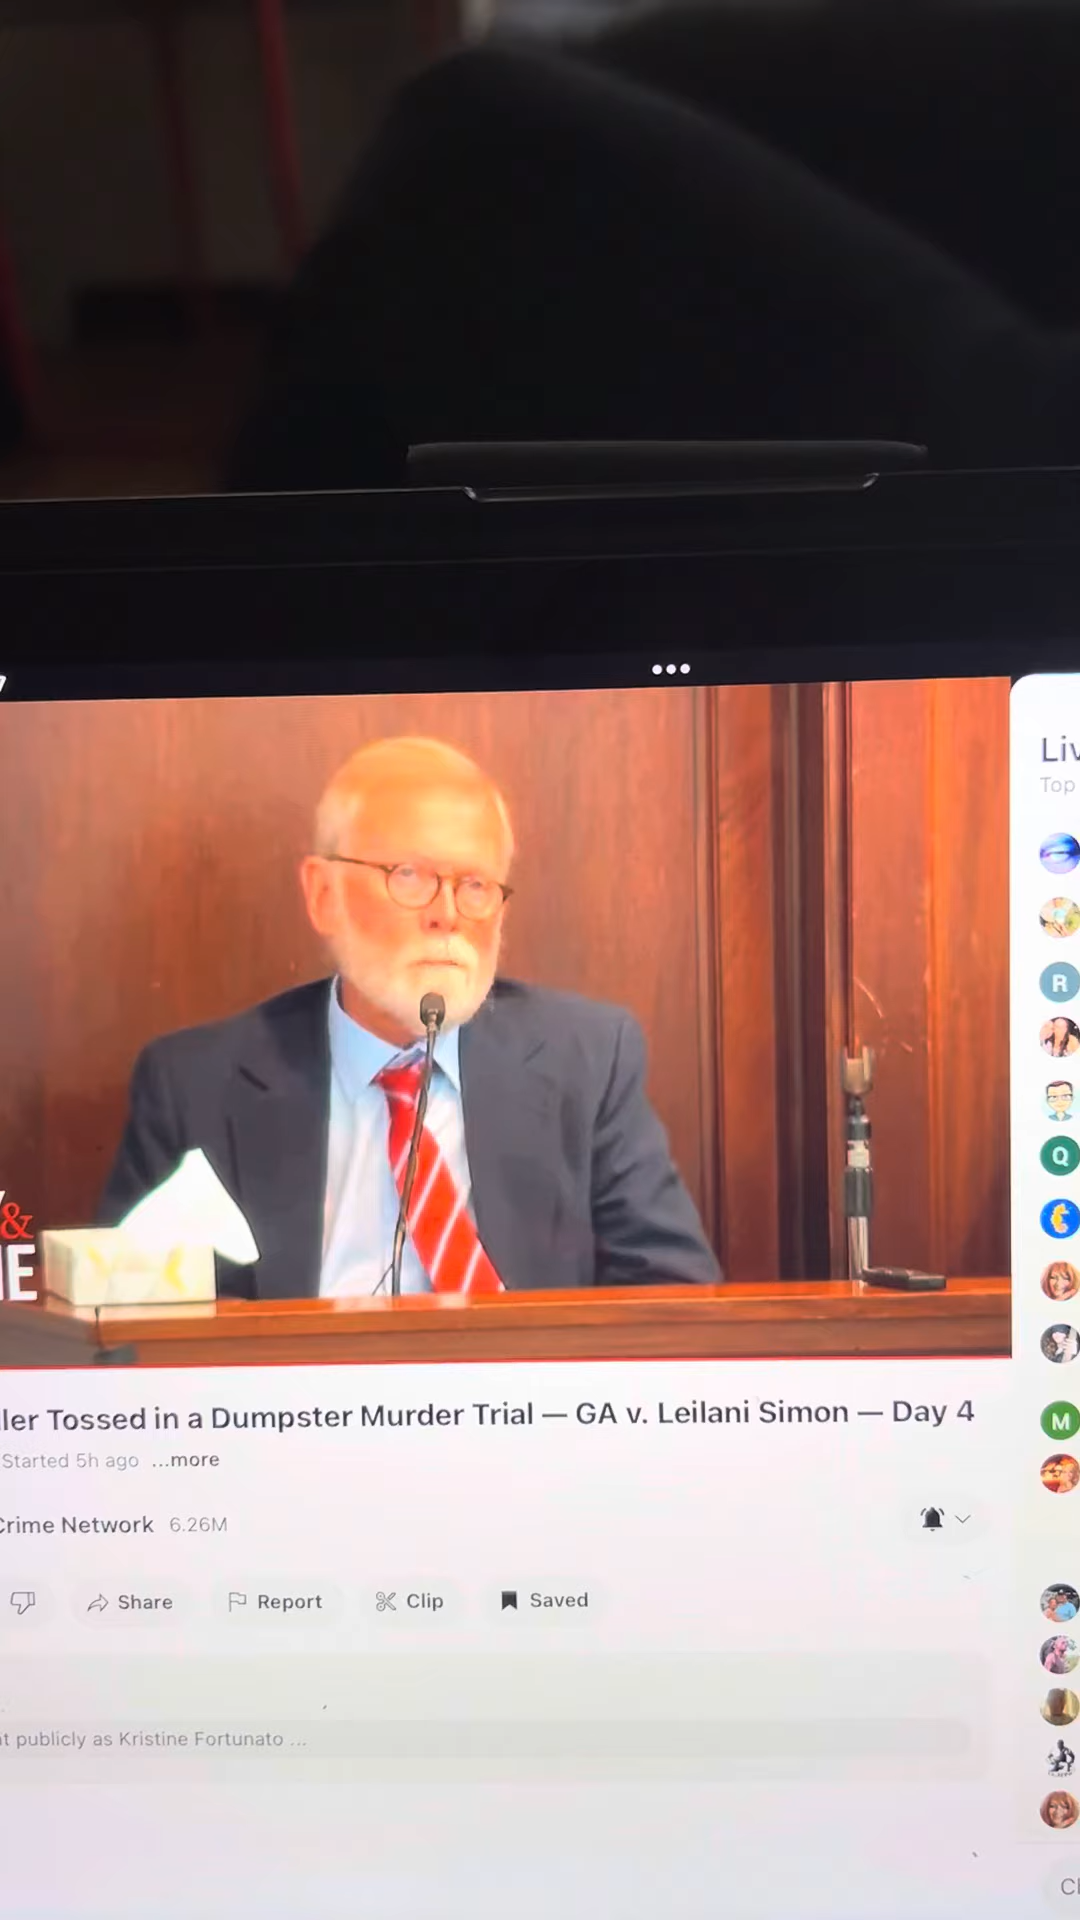 Liv
Top
R
Q
&
E
M
ler Tossed in a Dumpster Murder Trial — GA v. Leilani Simon — Day 4
Started 5h ago ...more
Crime Network 6.26M
Share Report Clip Saved
t publicly as Kristine Fortunato ...